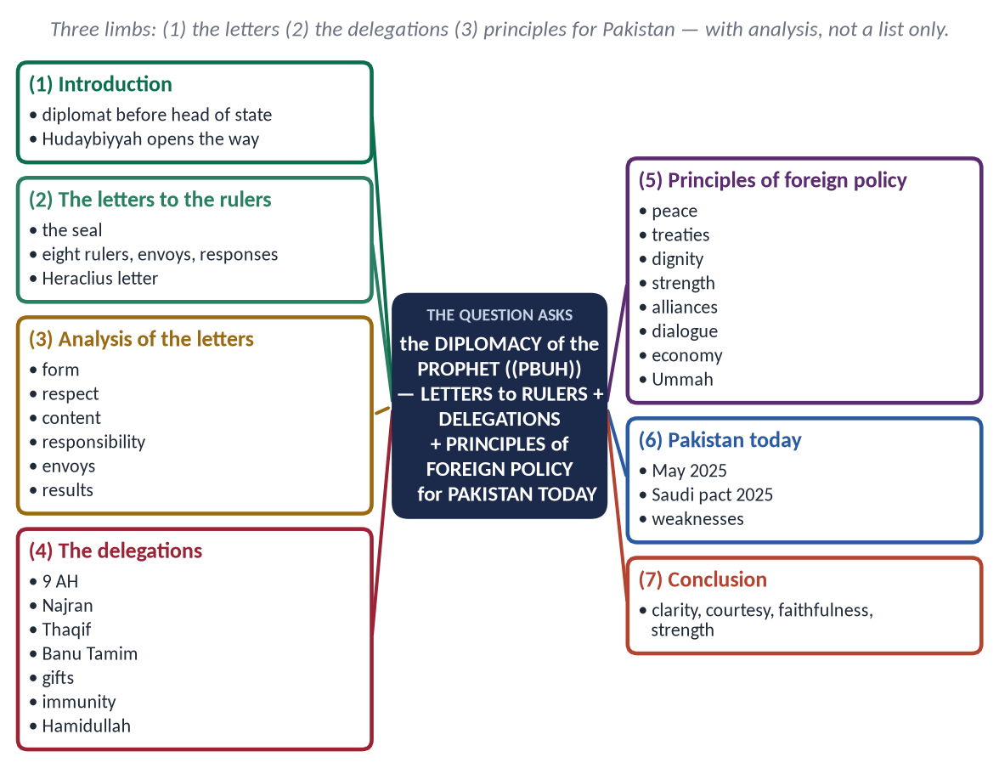 Three limbs: (1) the letters (2) the delegations (3) principles for Pakistan — with analysis, not a list only.
(1) Introduction
• diplomat before head of state
• Hudaybiyyah opens the way
(2) The letters to the rulers
• the seal
• eight rulers, envoys, responses
• Heraclius letter
(3) Analysis of the letters
• form
• respect
• content
• responsibility
• envoys
• results
(4) The delegations
• 9 AH
• Najran
• Thaqif
• Banu Tamim
• gifts
• immunity
• Hamidullah
THE QUESTION ASKS
the DIPLOMACY of the
PROPHET ((PBUH))
— LETTERS to RULERS +
DELEGATIONS
+ PRINCIPLES of
FOREIGN POLICY
for PAKISTAN TODAY
(5) Principles of foreign policy
• peace
• treaties
• dignity
• strength
• alliances
• dialogue
• economy
• Ummah
(6) Pakistan today
• May 2025
• Saudi pact 2025
• weaknesses
(7) Conclusion
• clarity, courtesy, faithfulness,
strength